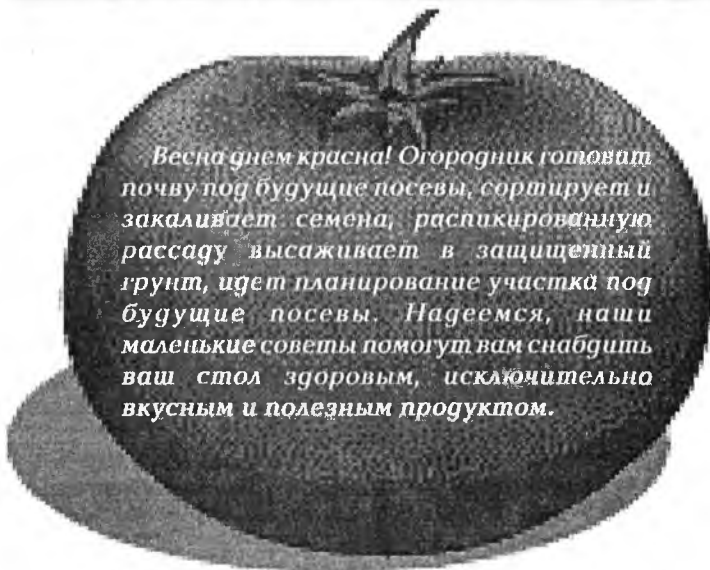 Весна днем красна! Огородник готовит
почву под будущие посевы, сортирует и
закаливает семена, распикированную
рассаду высаживает в защищенный
грунт, идет планирование участка под
будущие посевы. Надеемся, наши
маленькие советы помогут вам снабдить
ваш стол здоровым, исключительно
вкусным и полезным продуктом.